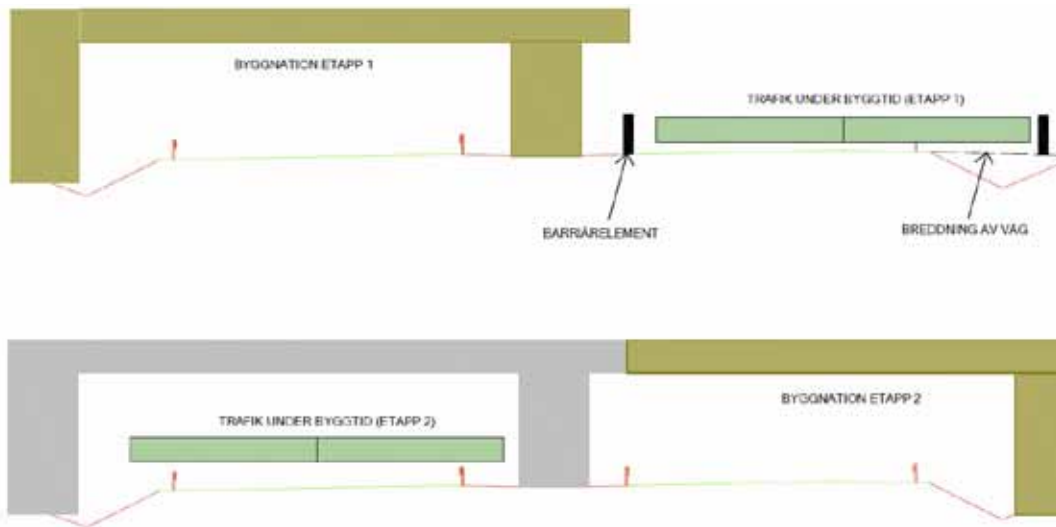 BYGGNATION ETAPP 1
TRAFIK UNDER BYGGTID (ETAPP 1)
BARRIÄRELEMENT
BREDDNING AV VÄG
TRAFIK UNDER BYGGTID (ETAPP 2)
BYGGNATION ETAPP 2